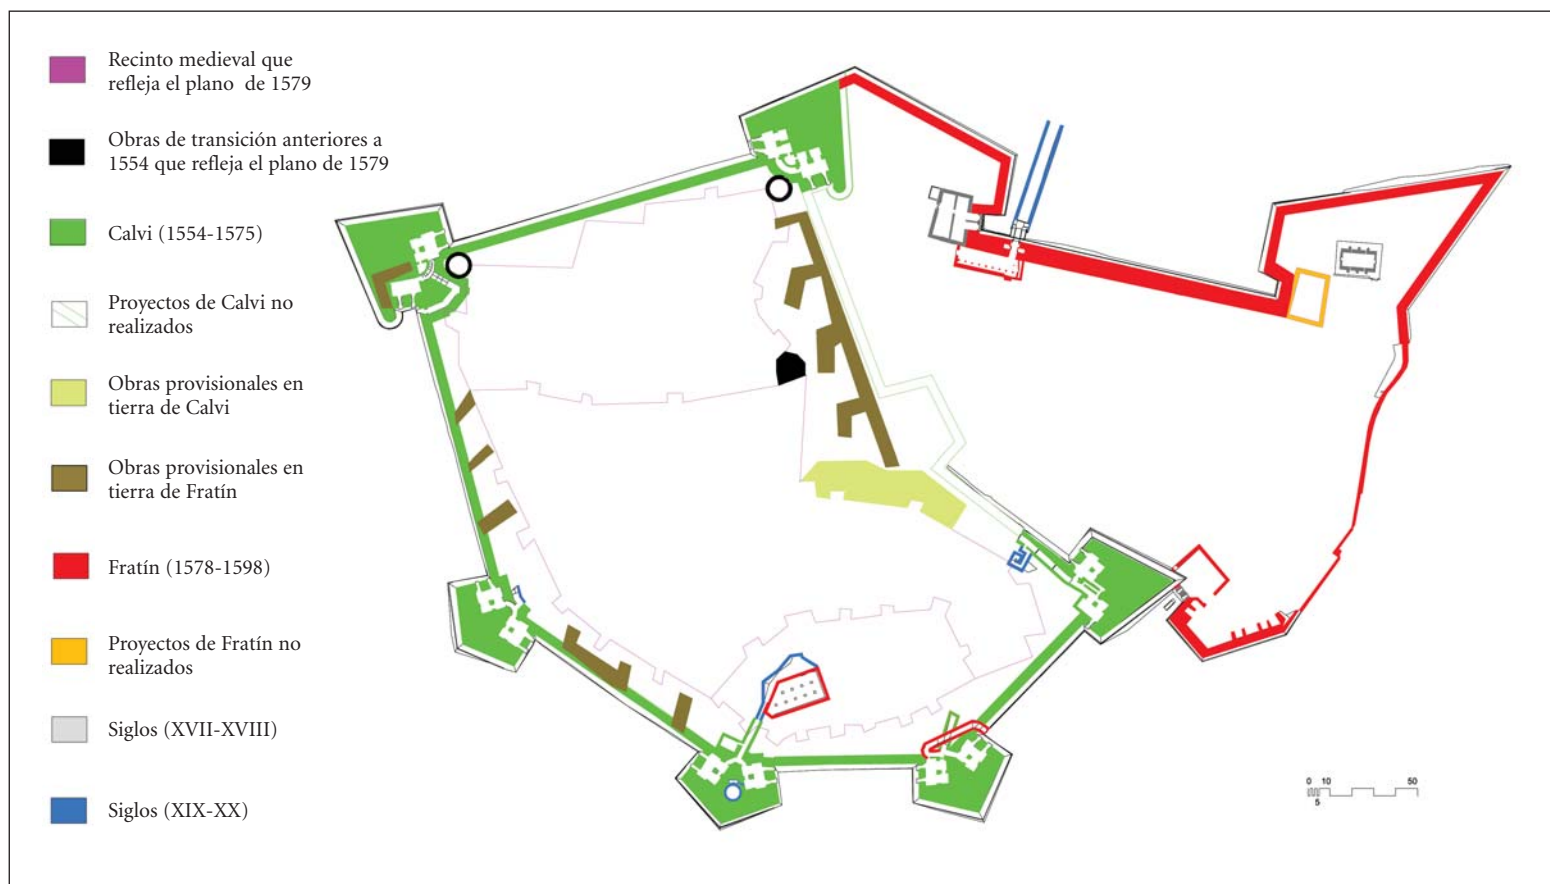 Recinto medieval que
refleja el plano de 1579
Obras de transición anteriores a
1554 que refleja el plano de 1579
Calvi (1554-1575)
Proyectos de Calvi no
realizados
Obras provisionales en
tierra de Calvi
Obras provisionales en
tierra de Fratín
Fratín (1578-1598)
Proyectos de Fratín no
realizados
Siglos (XVII-XVIII)
Siglos (XIX-XX)
0 10 50
5